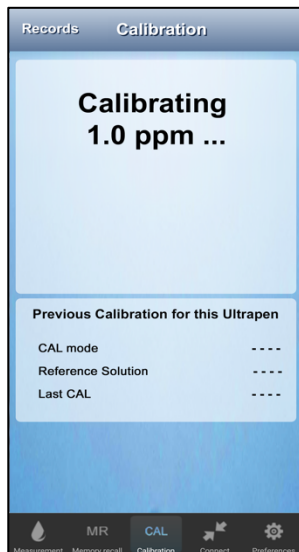 Records Calibration
Calibrating
1.0 ppm ...
Previous Calibration for this Ultrapen
CAL mode ----
Reference Solution ----
Last CAL ----
MR CAL
Measurement Memory recall Calibration Connect Preferences